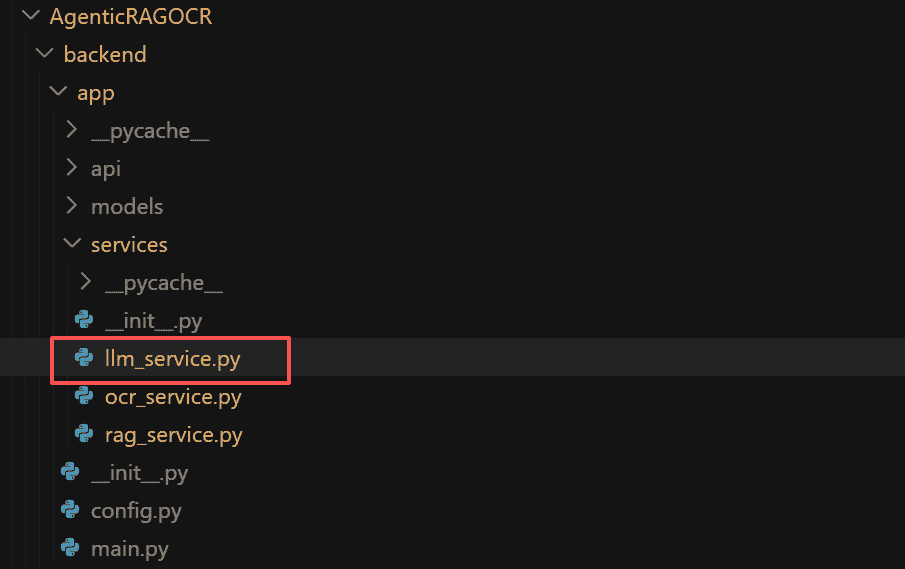 AgenticRAGOCR
backend
app
__pycache__
api
models
services
__pycache__
__init__.py
llm_service.py
ocr_service.py
rag_service.py
__init__.py
config.py
main.py